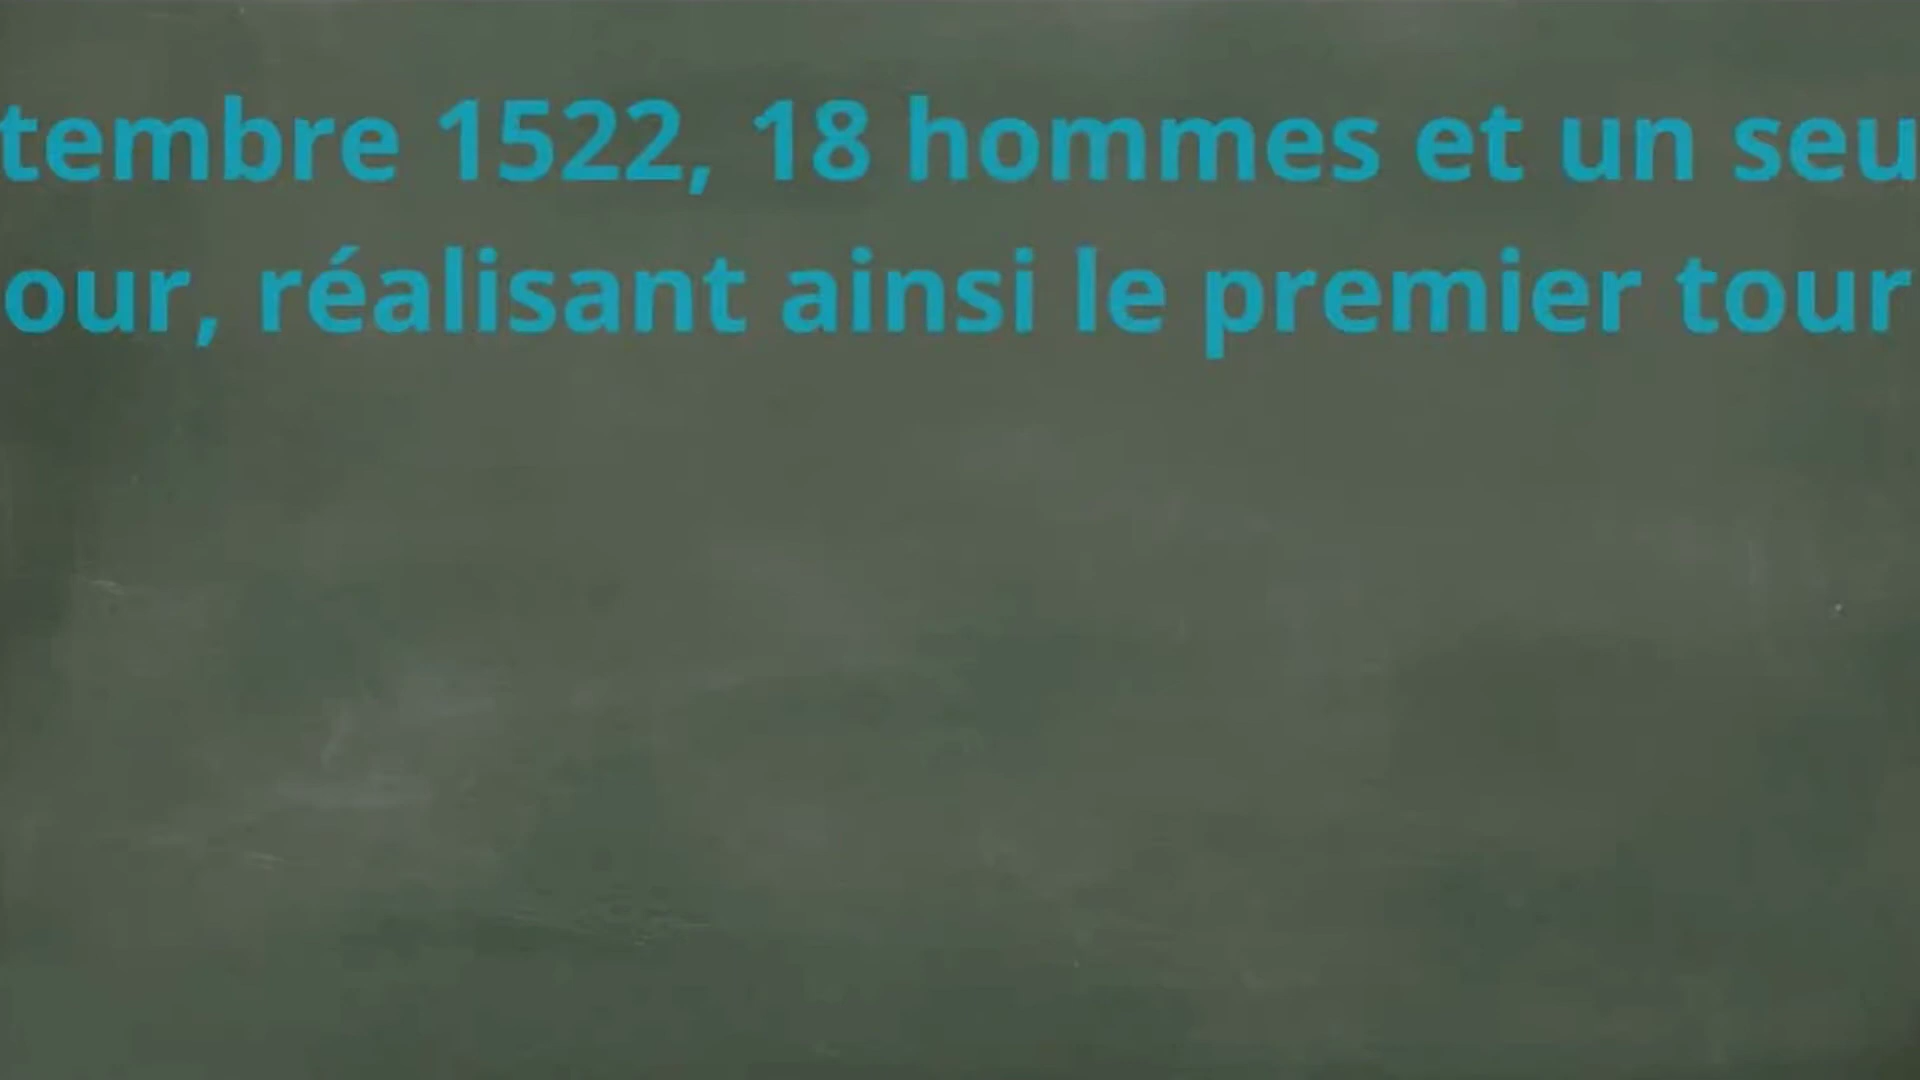 tembre 1522, 18 hommes et un seu
our, réalisant ainsi le premier tour